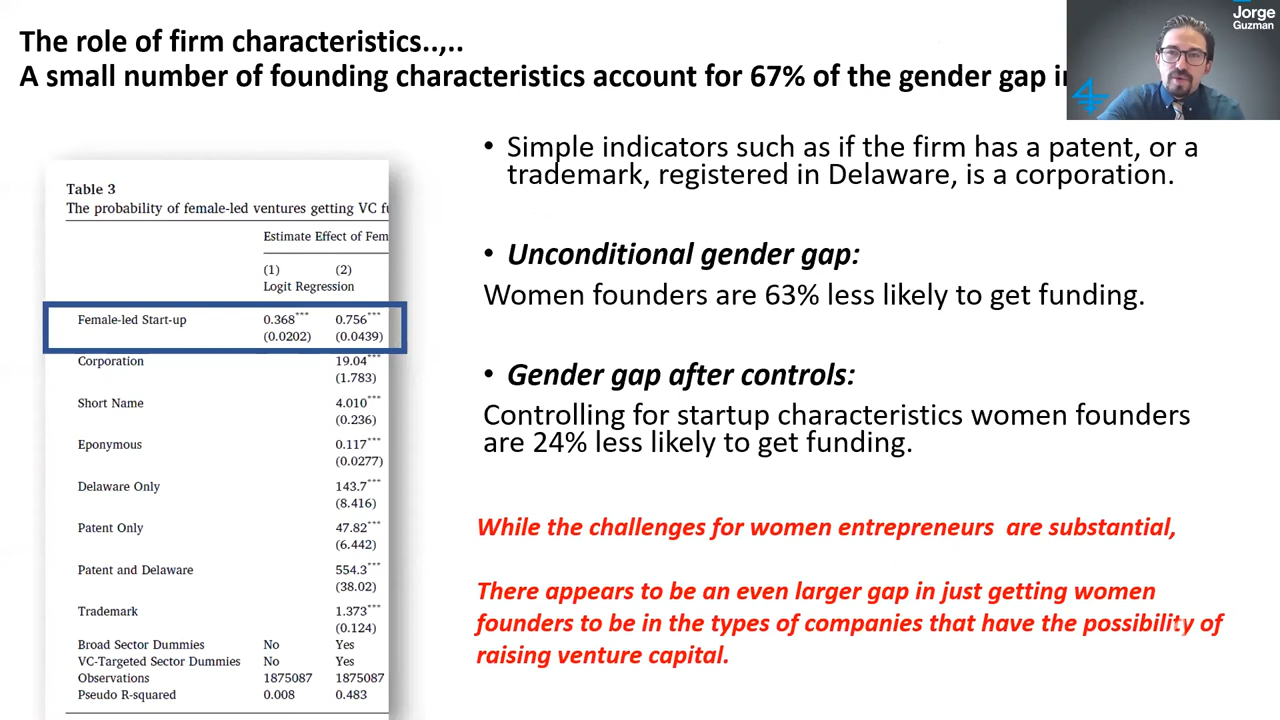 The role of firm characteristics..,..
A small number of founding characteristics account for 67% of the gender gap in
Jorge
Guzman
Table 3
The probability of female-led ventures getting VC fu
Estimate Effect of Fem
(1) (2)
Logit Regression
Female-led Start-up 0.368*** 0.756***
(0.0202) (0.0439)
Corporation 19.04***
(1.783)
Short Name 4.010***
(0.236)
Eponymous 0.117***
(0.0277)
Delaware Only 143.7***
(8.416)
Patent Only 47.82***
(6.442)
Patent and Delaware 554.3***
(38.02)
Trademark 1.373***
(0.124)
Broad Sector Dummies No Yes
VC-Targeted Sector Dummies No Yes
Observations 1875087 1875087
Pseudo R-squared 0.008 0.483
• Simple indicators such as if the firm has a patent, or a
trademark, registered in Delaware, is a corporation.
• Unconditional gender gap:
Women founders are 63% less likely to get funding.
• Gender gap after controls:
Controlling for startup characteristics women founders
are 24% less likely to get funding.
While the challenges for women entrepreneurs are substantial,
There appears to be an even larger gap in just getting women
founders to be in the types of companies that have the possibility of
raising venture capital.